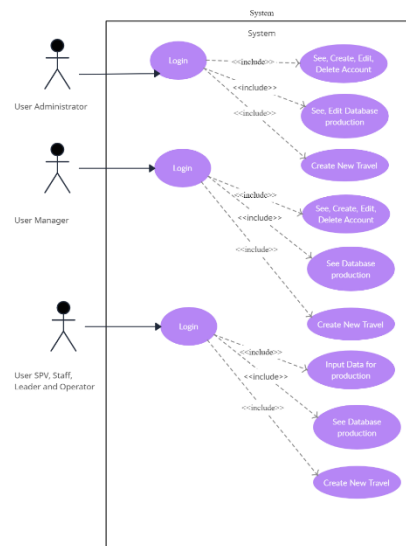 System
System
Login
<<include>>
See, Create, Edit,
Delete Account
<<include>>
See, Edit Database
production
<<include>>
Create New Travel
User Administrator
Login
<<include>>
See, Create, Edit,
Delete Account
<<include>>
See Database
production
<<include>>
Create New Travel
User Manager
Login
<<include>>
Input Data for
production
<<include>>
See Database
production
<<include>>
Create New Travel
User SPV, Staff,
Leader and Operator